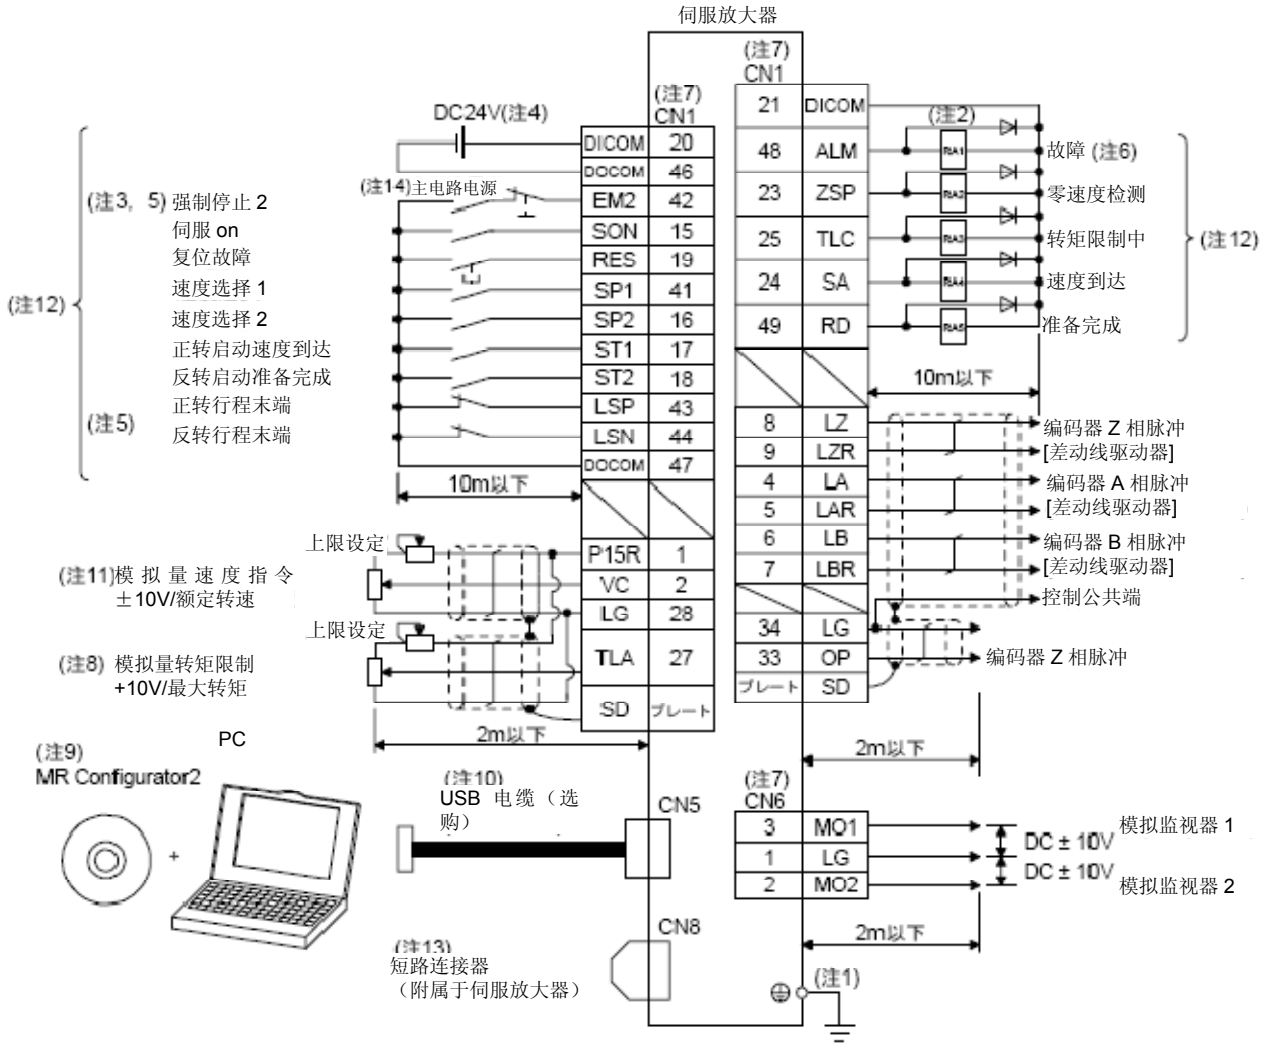 伺服放大器
(注7)
CN1
21 DICOM
48 ALM
23 ZSP
25 TLC
24 SA
49 RD
8 LZ
9 LZR
4 LA
5 LAR
6 LB
7 LBR
34 LG
33 OP
プレート SD
(注2)
RA1
RA2
RA3
RA4
RA5
故障 (注6)
零速度检测
转矩限制中
速度到达
准备完成
(注12)
10m以下
编码器 Z 相脉冲
[差动线驱动器]
编码器 A 相脉冲
[差动线驱动器]
编码器 B 相脉冲
[差动线驱动器]
控制公共端
编码器 Z 相脉冲
2m以下
(注7)
CN1
DC24V(注4)
DICOM 20
DOCOM 46
EM2 42
SON 15
RES 19
SP1 41
SP2 16
ST1 17
ST2 18
LSP 43
LSN 44
DOCOM 47
P15R 1
VC 2
LG 28
TLA 27
SD プレート
(注14)主电路电源
(注3，5)强制停止 2
伺服 on
复位故障
速度选择 1
速度选择 2
正转启动速度到达
反转启动准备完成
正转行程末端
反转行程末端
(注12)
(注5)
10m以下
上限设定
(注11)模拟量速度指令
±10V/额定转速
上限设定
(注8) 模拟量转矩限制
+10V/最大转矩
2m以下
(注9)
MR Configurator2
PC
+
(注10)
USB 电缆（选
购）
CN5
CN8
(注13)
短路连接器
（附属于伺服放大器）
(注7)
CN6
3 MO1
1 LG
2 MO2
DC ± 10V
DC ± 10V
模拟监视器 1
模拟监视器 2
2m以下
(注1)